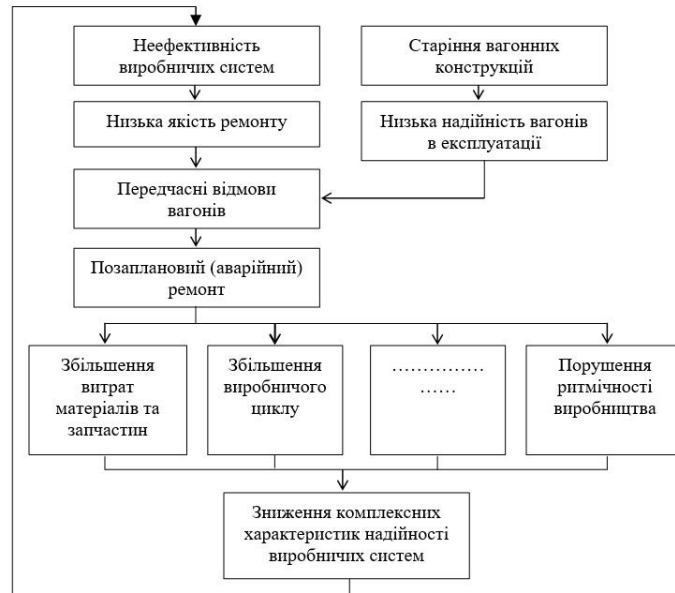 Неефективність
виробничих систем
Старіння вагонних
конструкцій
Низька якість ремонту
Низька надійність вагонів
в експлуатації
Передчасні відмови
вагонів
Позаплановий (аварійний)
ремонт
Збільшення
витрат
матеріалів та
запчастин
Збільшення
виробничого
циклу
……………
……
Порушення
ритмічності
виробництва
Зниження комплексних
характеристик надійності
виробничих систем